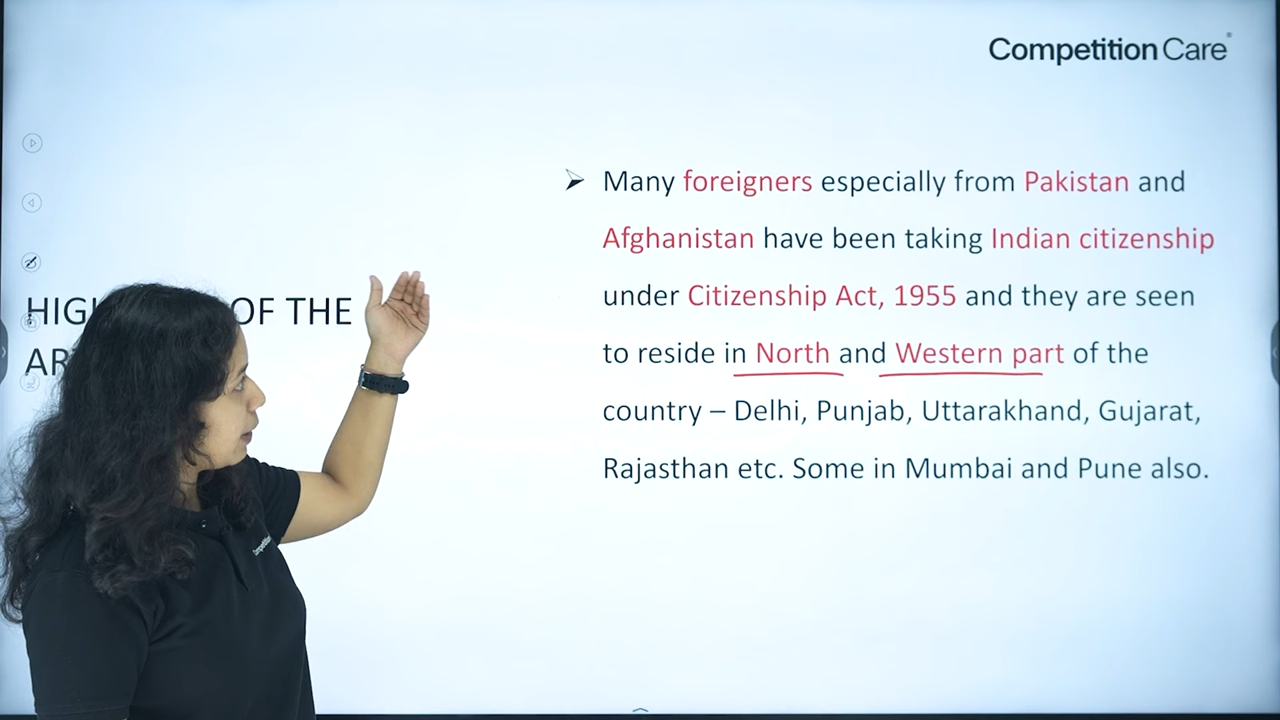 Competition Care
HIG OF THE
AR
Many foreigners especially from Pakistan and
Afghanistan have been taking Indian citizenship
under Citizenship Act, 1955 and they are seen
to reside in North and Western part of the
country – Delhi, Punjab, Uttarakhand, Gujarat,
Rajasthan etc. Some in Mumbai and Pune also.